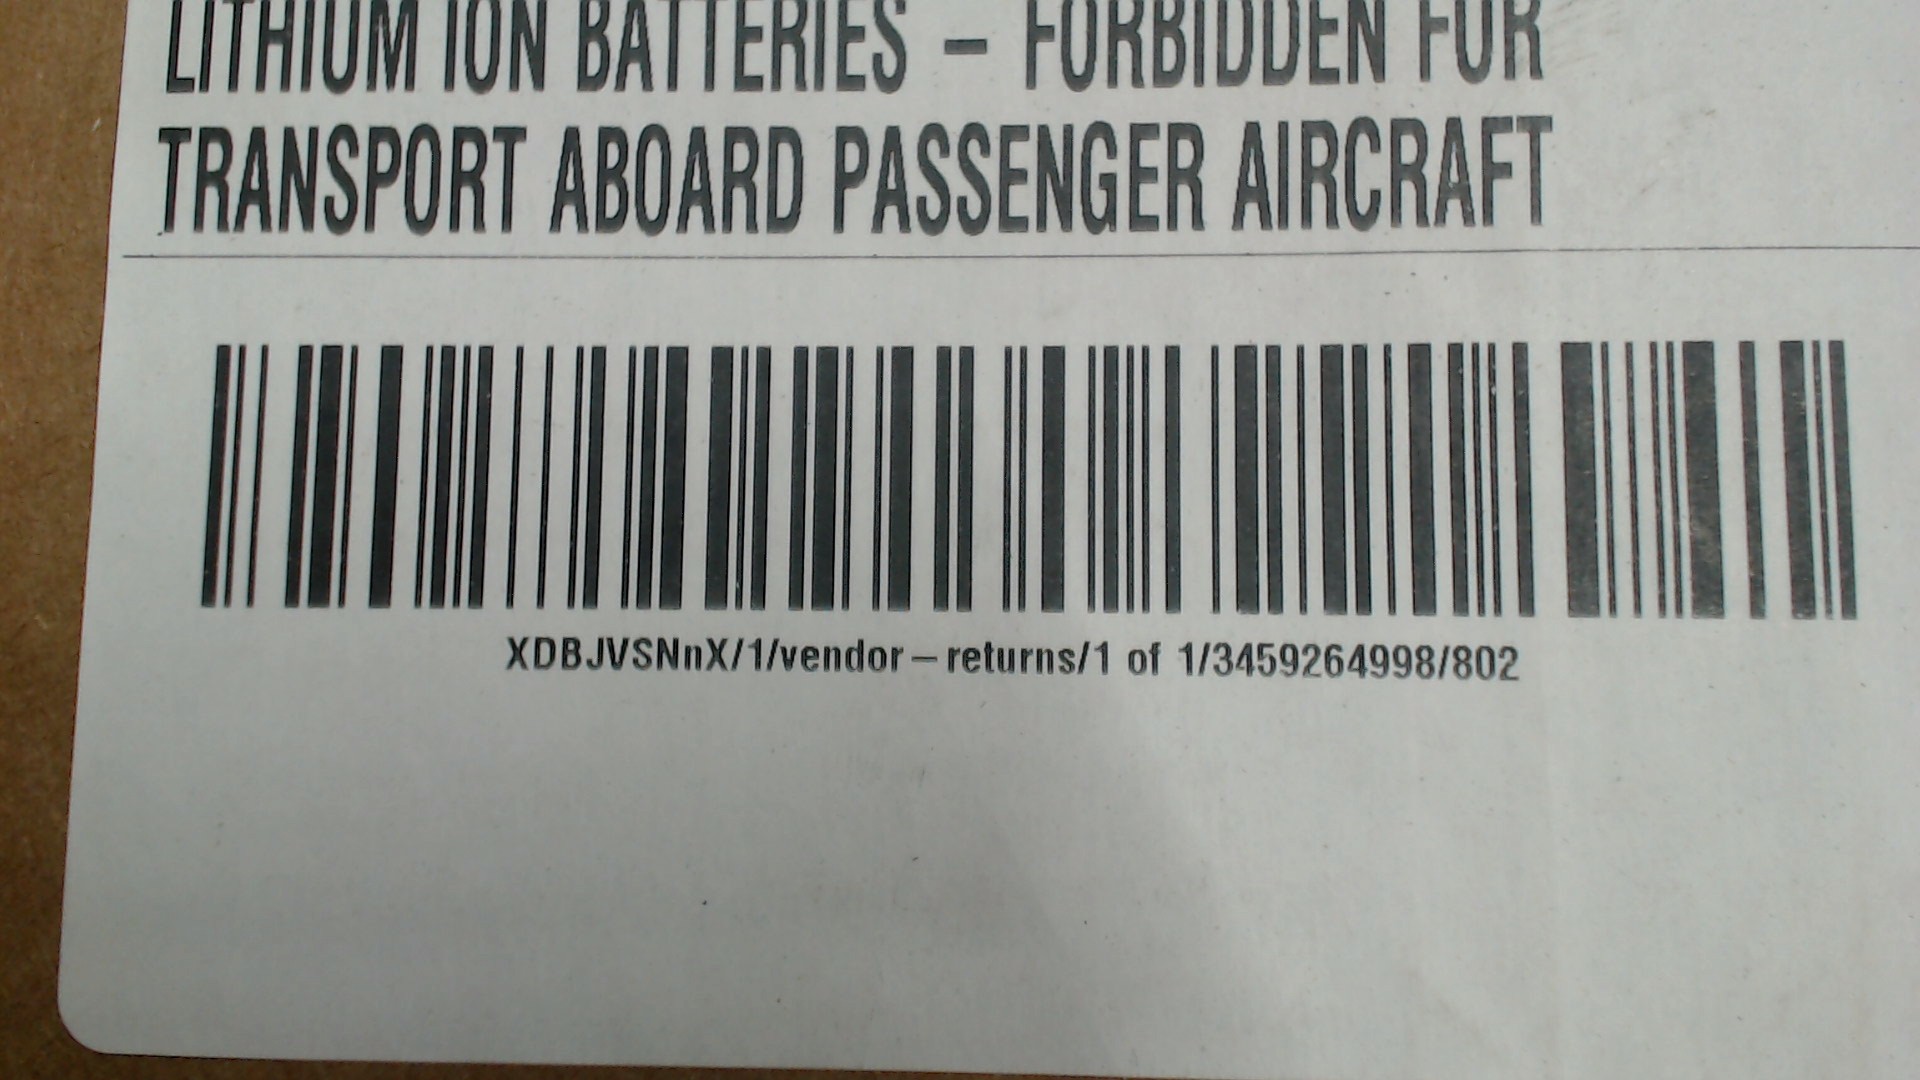 LITHIUM ION BATTERIES – FORBIDDEN FOR
TRANSPORT ABOARD PASSENGER AIRCRAFT
XDBJVSNnX/1/vendor–returns/1 of 1/3459264998/802